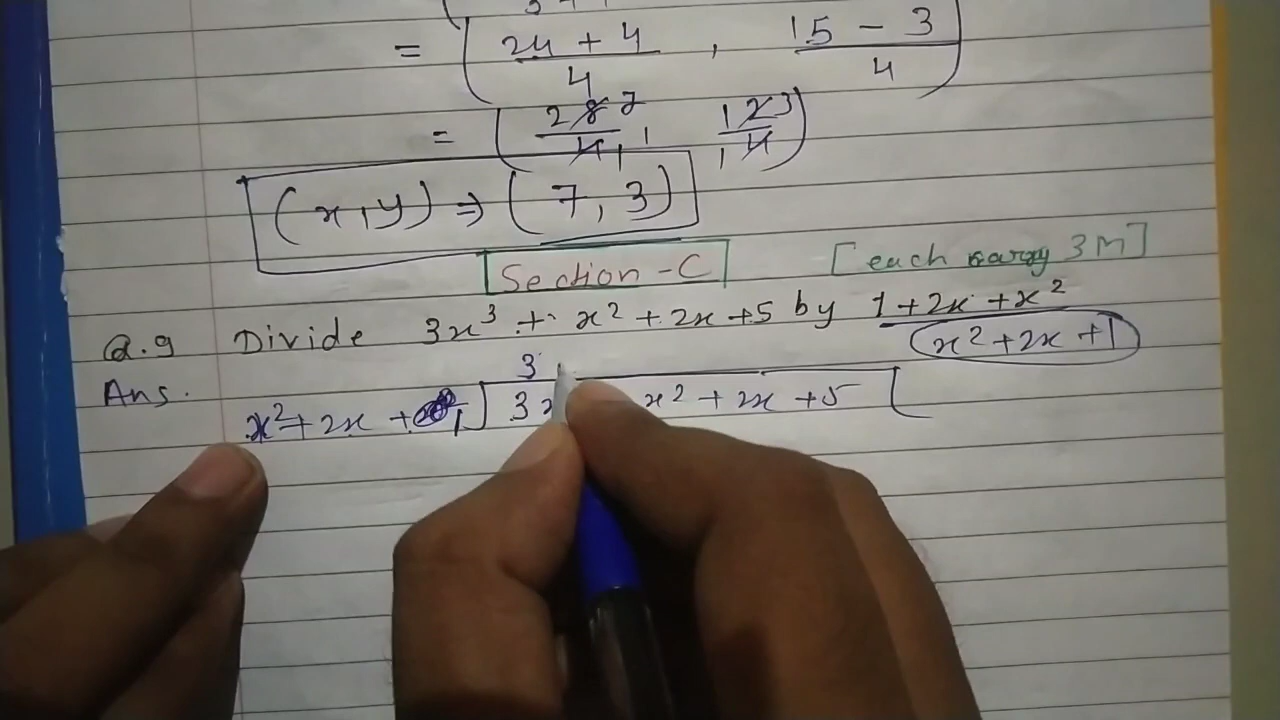 = ( 24 + 4 / 4 , 15 - 3 / 4 )
= ( 28 7 / 4 1 , 12 3 / 4 1 )
(x,y) ⇒ ( 7, 3 )
Section - C [each carry 3M]
Q.9 Divide 3x³ + x² + 2x + 5 by 1 + 2x + x²
(x² + 2x + 1)
3
Ans. x² + 2x + 1 ) 3x x² + 2x + 5 (